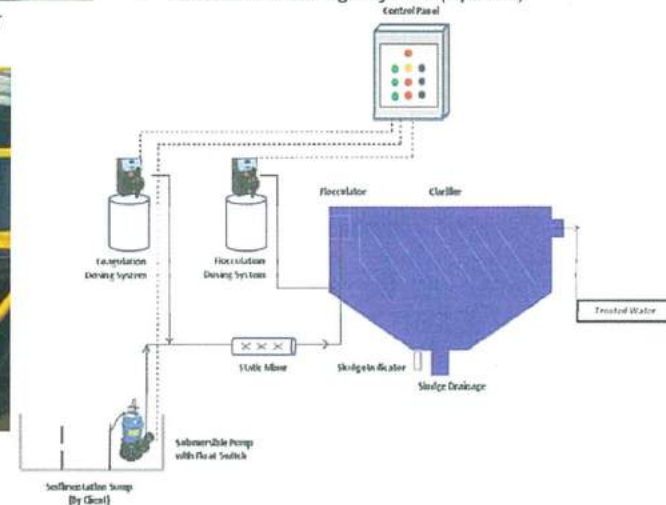 Control Panel
Flocculator
Clarifier
Coagulation
Dosing System
Flocculation
Dosing System
Treated Water
Static Mixer
Sludge Indicator
Sludge Drainage
Submersible Pump
with Float Switch
Sedimentation Sump
(By Client)